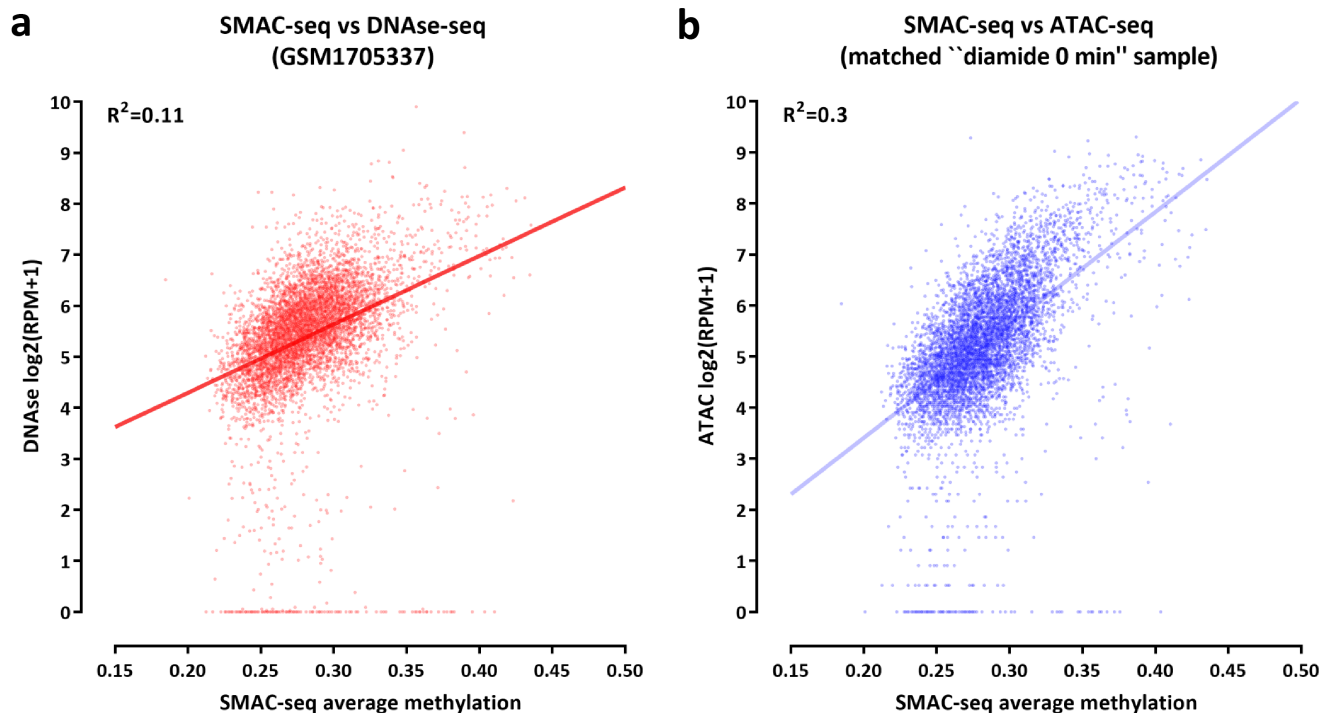 a
SMAC-seq vs DNAse-seq
(GSM1705337)
R²=0.11
10
9
8
7
6
5
4
3
2
1
0
DNAse log2(RPM+1)
0.15 0.20 0.25 0.30 0.35 0.40 0.45 0.50
SMAC-seq average methylation
b
SMAC-seq vs ATAC-seq
(matched ``diamide 0 min'' sample)
R²=0.3
10
9
8
7
6
5
4
3
2
1
0
ATAC log2(RPM+1)
0.15 0.20 0.25 0.30 0.35 0.40 0.45 0.50
SMAC-seq average methylation